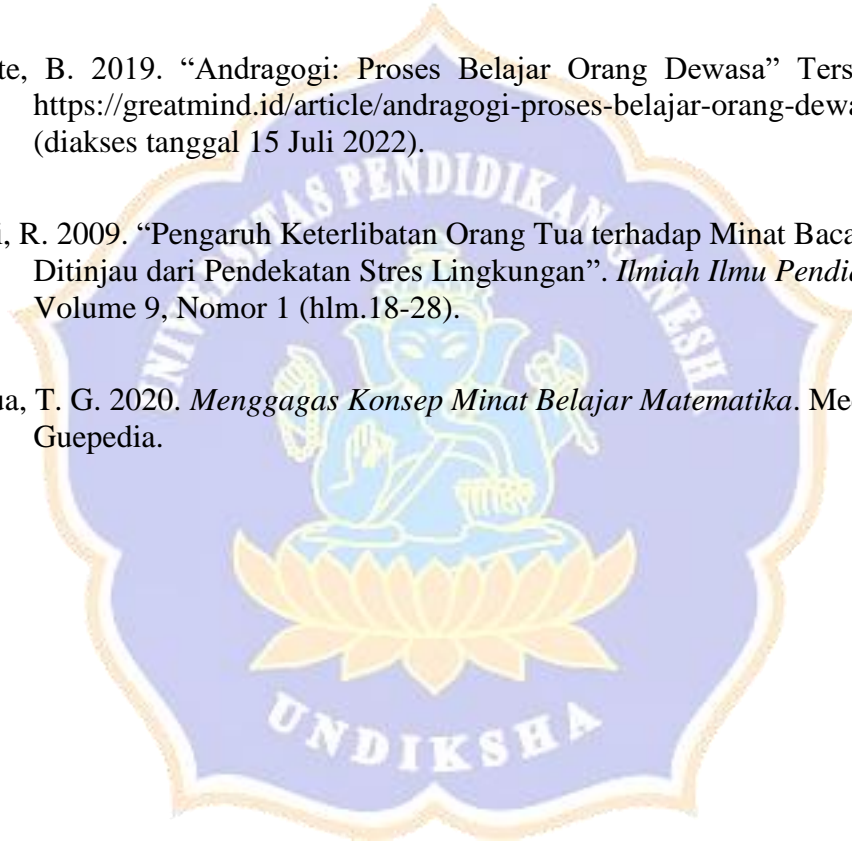 te, B. 2019. “Andragogi: Proses Belajar Orang Dewasa” Ters
https://greatmind.id/article/andragogi-proses-belajar-orang-dewa
(diakses tanggal 15 Juli 2022).
i, R. 2009. “Pengaruh Keterlibatan Orang Tua terhadap Minat Baca
Ditinjau dari Pendekatan Stres Lingkungan”. Ilmiah Ilmu Pendid
Volume 9, Nomor 1 (hlm.18-28).
ua, T. G. 2020. Menggagas Konsep Minat Belajar Matematika. Me
Guepedia.
UNIVERSITAS PENDIDIKAN GANESHA
UNDIKSHA